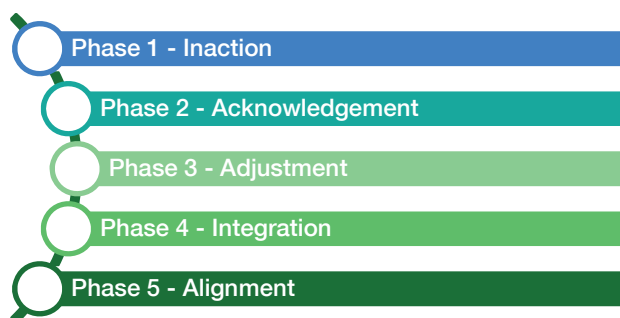 Phase 1 - Inaction
Phase 2 - Acknowledgement
Phase 3 - Adjustment
Phase 4 - Integration
Phase 5 - Alignment